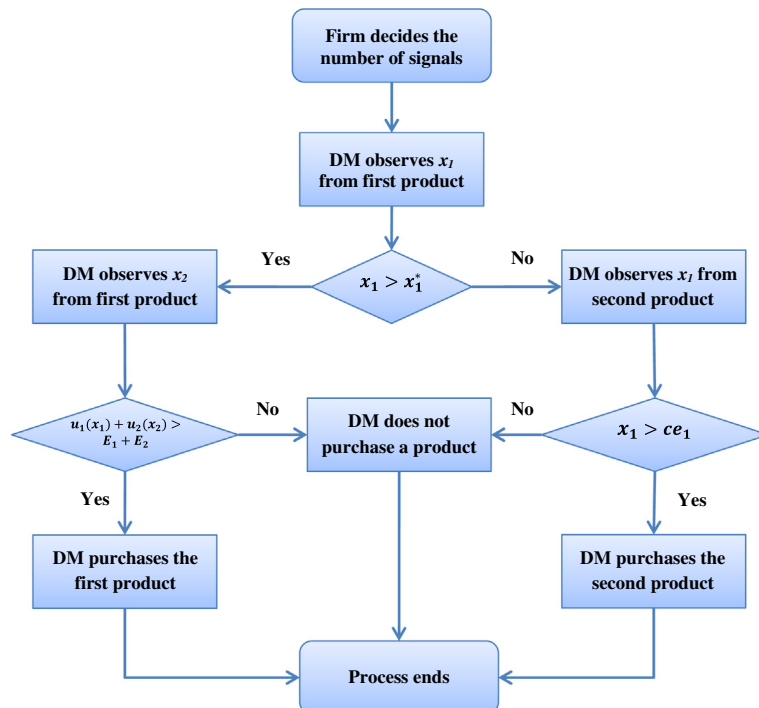 Firm decides the
number of signals
DM observes x₁
from first product
Yes
No
DM observes x₂
from first product
x₁ > x₁*
DM observes x₁ from
second product
u₁(x₁) + u₂(x₂) >
E₁ + E₂
No
DM does not
purchase a product
No
x₁ > ce₁
Yes
Yes
DM purchases the
first product
DM purchases the
second product
Process ends